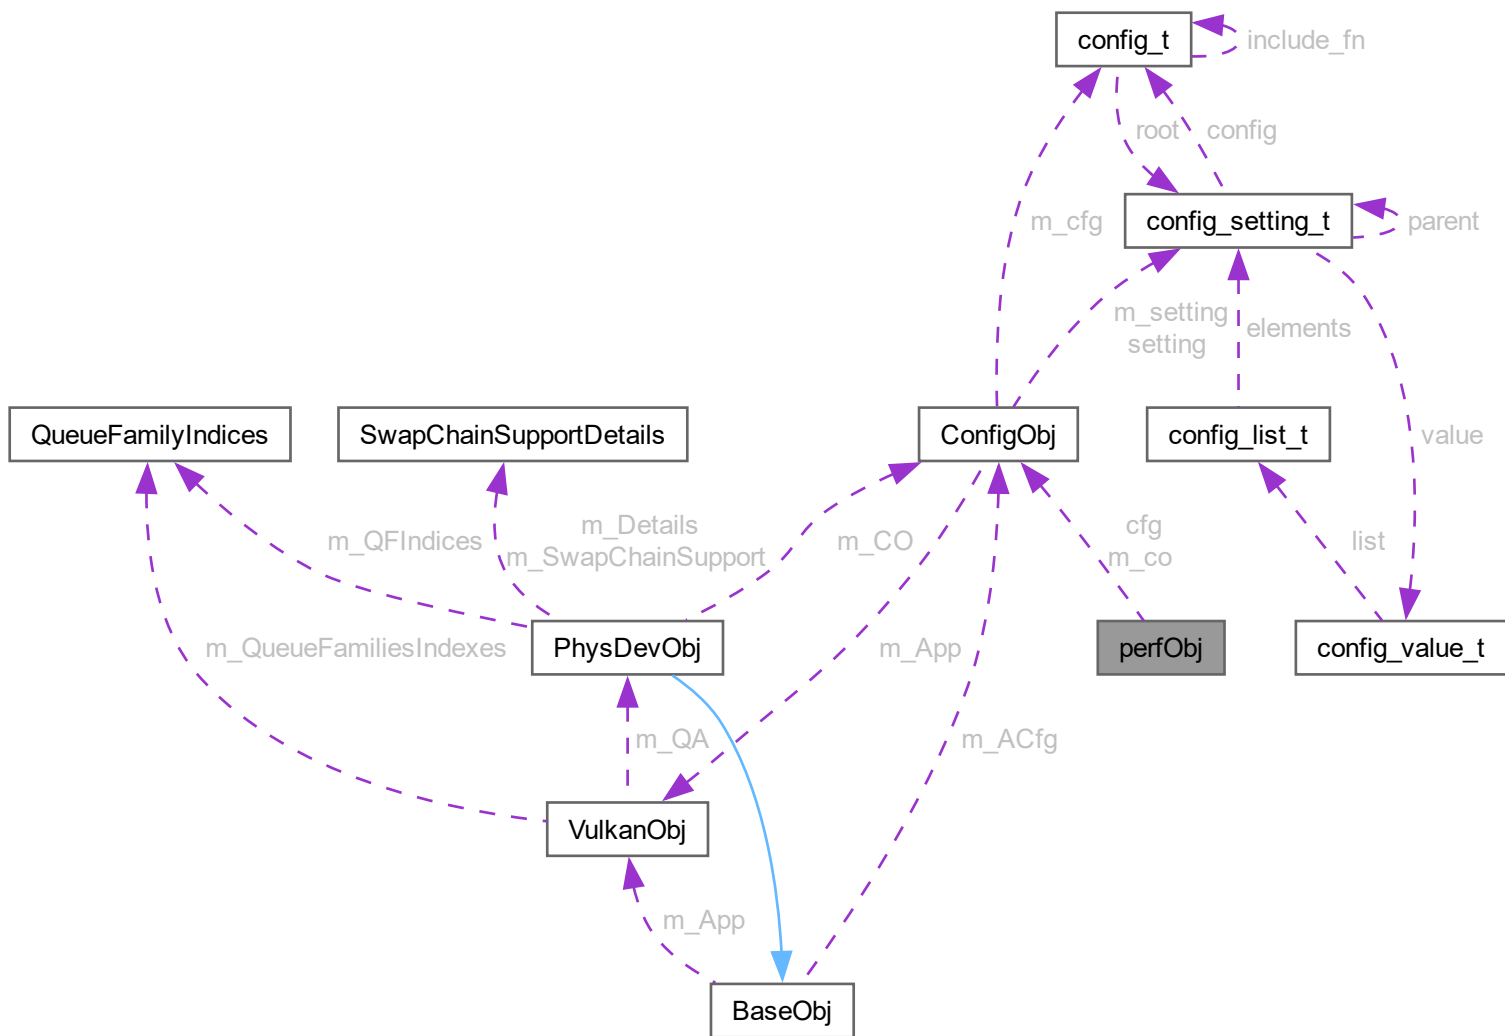 config_t
include_fn
root
config
m_cfg
config_setting_t
parent
m_setting
setting
elements
QueueFamilyIndices
SwapChainSupportDetails
ConfigObj
config_list_t
value
m_QFIndices
m_Details
m_SwapChainSupport
m_CO
cfg
m_co
list
m_QueueFamiliesIndexes
PhysDevObj
m_App
perfObj
config_value_t
m_QA
m_ACfg
VulkanObj
m_App
BaseObj